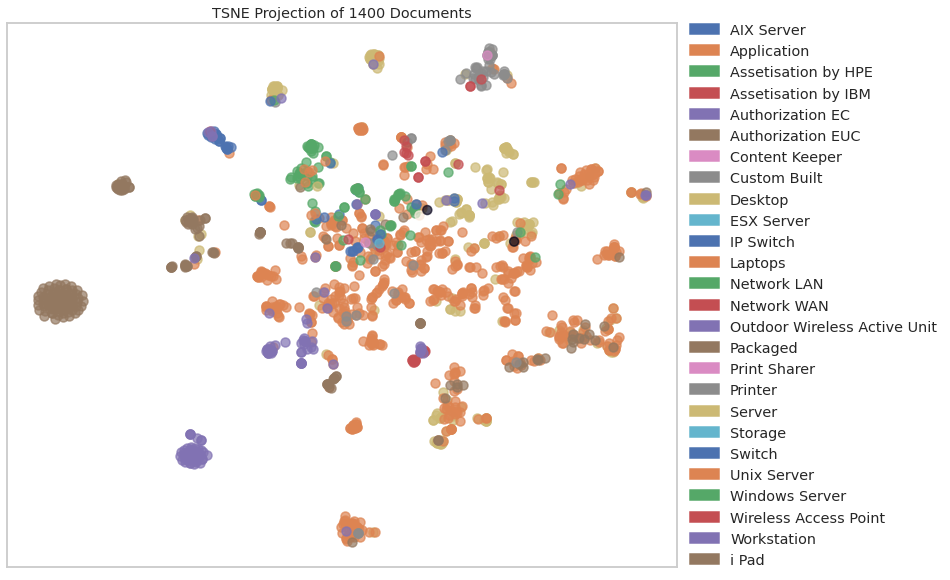 TSNE Projection of 1400 Documents
AIX Server
Application
Assetisation by HPE
Assetisation by IBM
Authorization EC
Authorization EUC
Content Keeper
Custom Built
Desktop
ESX Server
IP Switch
Laptops
Network LAN
Network WAN
Outdoor Wireless Active Unit
Packaged
Print Sharer
Printer
Server
Storage
Switch
Unix Server
Windows Server
Wireless Access Point
Workstation
i Pad